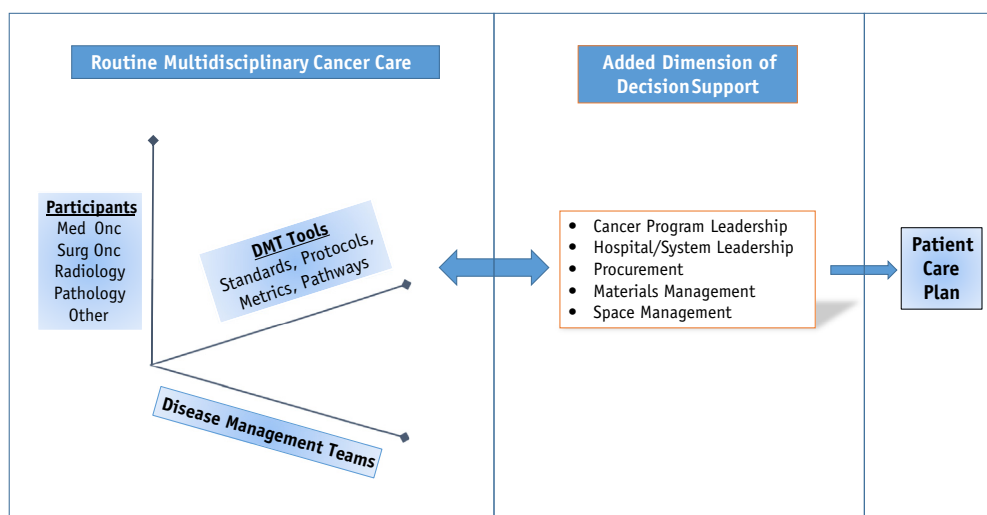 Routine Multidisciplinary Cancer Care
Participants
Med Onc
Surg Onc
Radiology
Pathology
Other
DMT Tools
Standards, Protocols,
Metrics, Pathways
Disease Management Teams
Added Dimension of
Decision Support
• Cancer Program Leadership
• Hospital/System Leadership
• Procurement
• Materials Management
• Space Management
Patient
Care
Plan